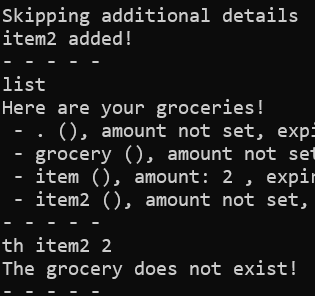 Skipping additional details
item2 added!
- - - - -
list
Here are your groceries!
- . (), amount not set, expi
- grocery (), amount not set
- item (), amount: 2 , expir
- item2 (), amount not set,
- - - - -
th item2 2
The grocery does not exist!
- - - - -